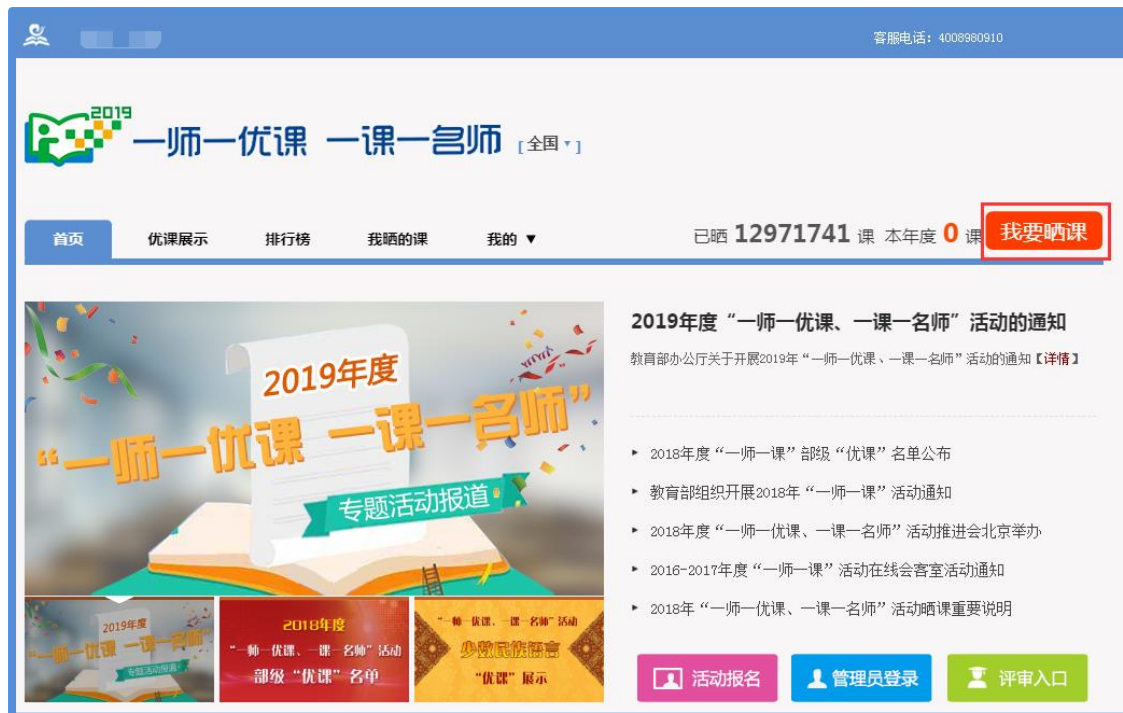 客服电话：4008980910
2019
一师一优课 一课一名师 [全国▼]
首页 优课展示 排行榜 我晒的课 我的 ▼ 已晒 12971741 课 本年度 0 课 我要晒课
2019年度
“一师一优课 一课一名师”
专题活动报道
2019年度“一师一优课、一课一名师”活动的通知
教育部办公厅关于开展2019年“一师一优课、一课一名师”活动的通知【详情】
2018年度“一师一课”部级“优课”名单公布
教育部组织开展2018年“一师一课”活动通知
2018年度“一师一优课、一课一名师”活动推进会北京举办
2016-2017年度“一师一课”活动在线会客室活动通知
2018年“一师一优课、一课一名师”活动晒课重要说明
2019年度
“一师一优课 一课一名师”
专题活动报道
2018年度
“一师一优课、一课一名师”活动
部级“优课”名单
“一师一优课、一课一名师”活动
少数民族语言
“优课”展示
活动报名 管理员登录 评审入口